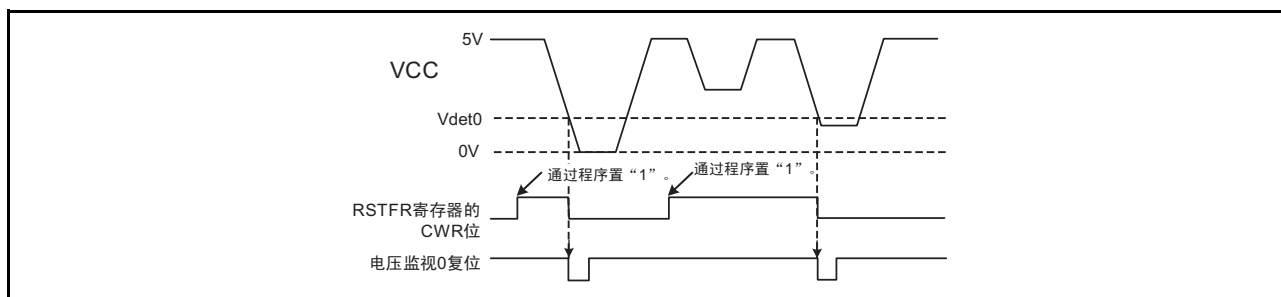 5V
VCC
Vdet0
0V
通过程序置“1”。
通过程序置“1”。
RSTFR寄存器的
CWR位
电压监视0复位